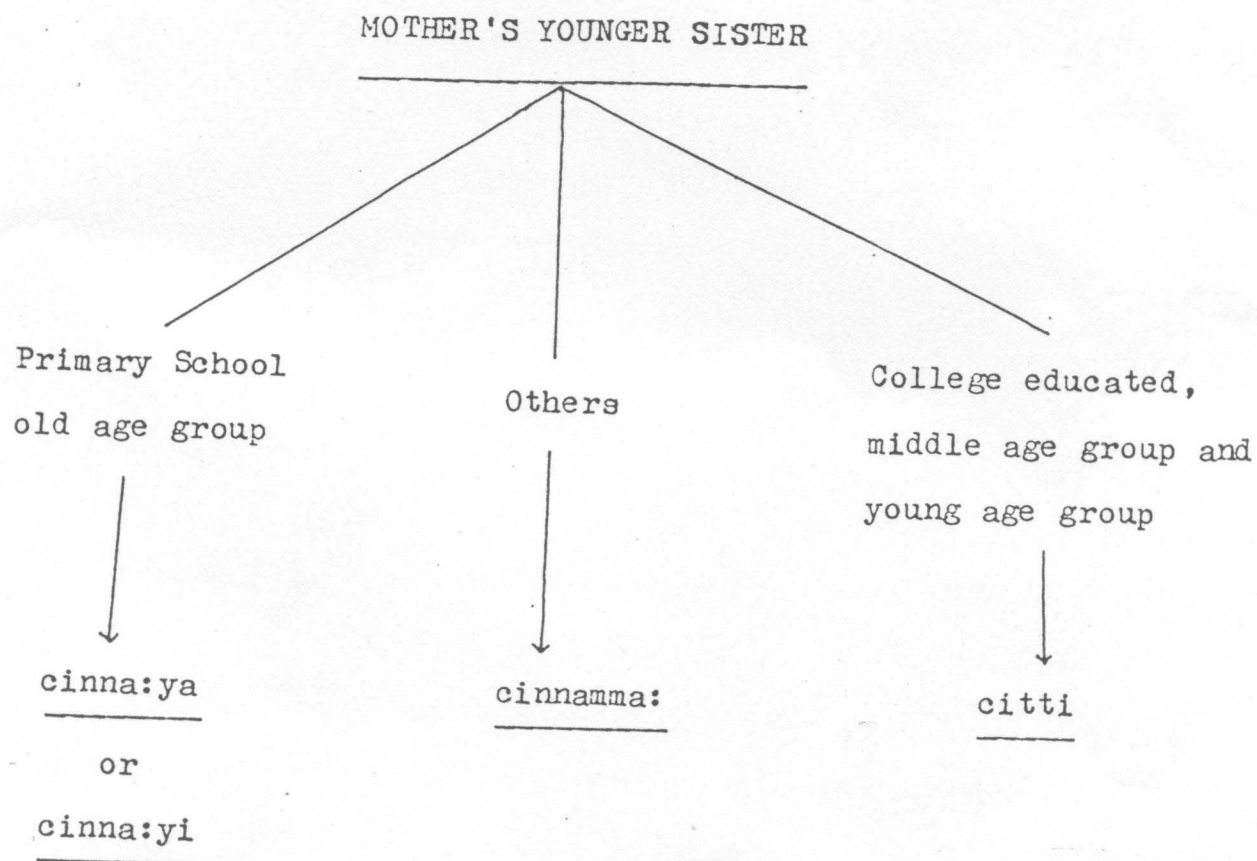 MOTHER'S YOUNGER SISTER
Primary School
old age group
cinna:ya
or
cinna:yi
Others
cinnamma:
College educated,
middle age group and
young age group
citti